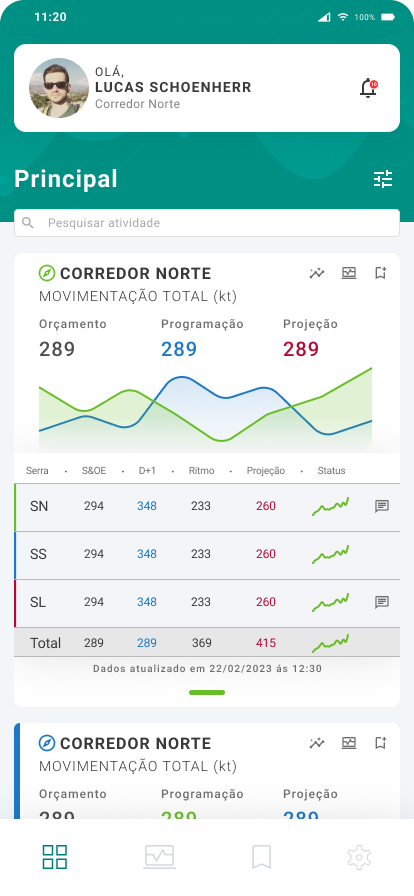 11:20 100%
OLÁ,
LUCAS SCHOENHERR
Corredor Norte
10
Principal
Pesquisar atividade
CORREDOR NORTE
MOVIMENTAÇÃO TOTAL (kt)
Orçamento Programação Projeção
289 289 289
Serra • S&OE • D+1 • Ritmo • Projeção • Status
SN 294 348 233 260
SS 294 348 233 260
SL 294 348 233 260
Total 289 289 369 415
Dados atualizado em 22/02/2023 ás 12:30
CORREDOR NORTE
MOVIMENTAÇÃO TOTAL (kt)
Orçamento Programação Projeção
289 289 289